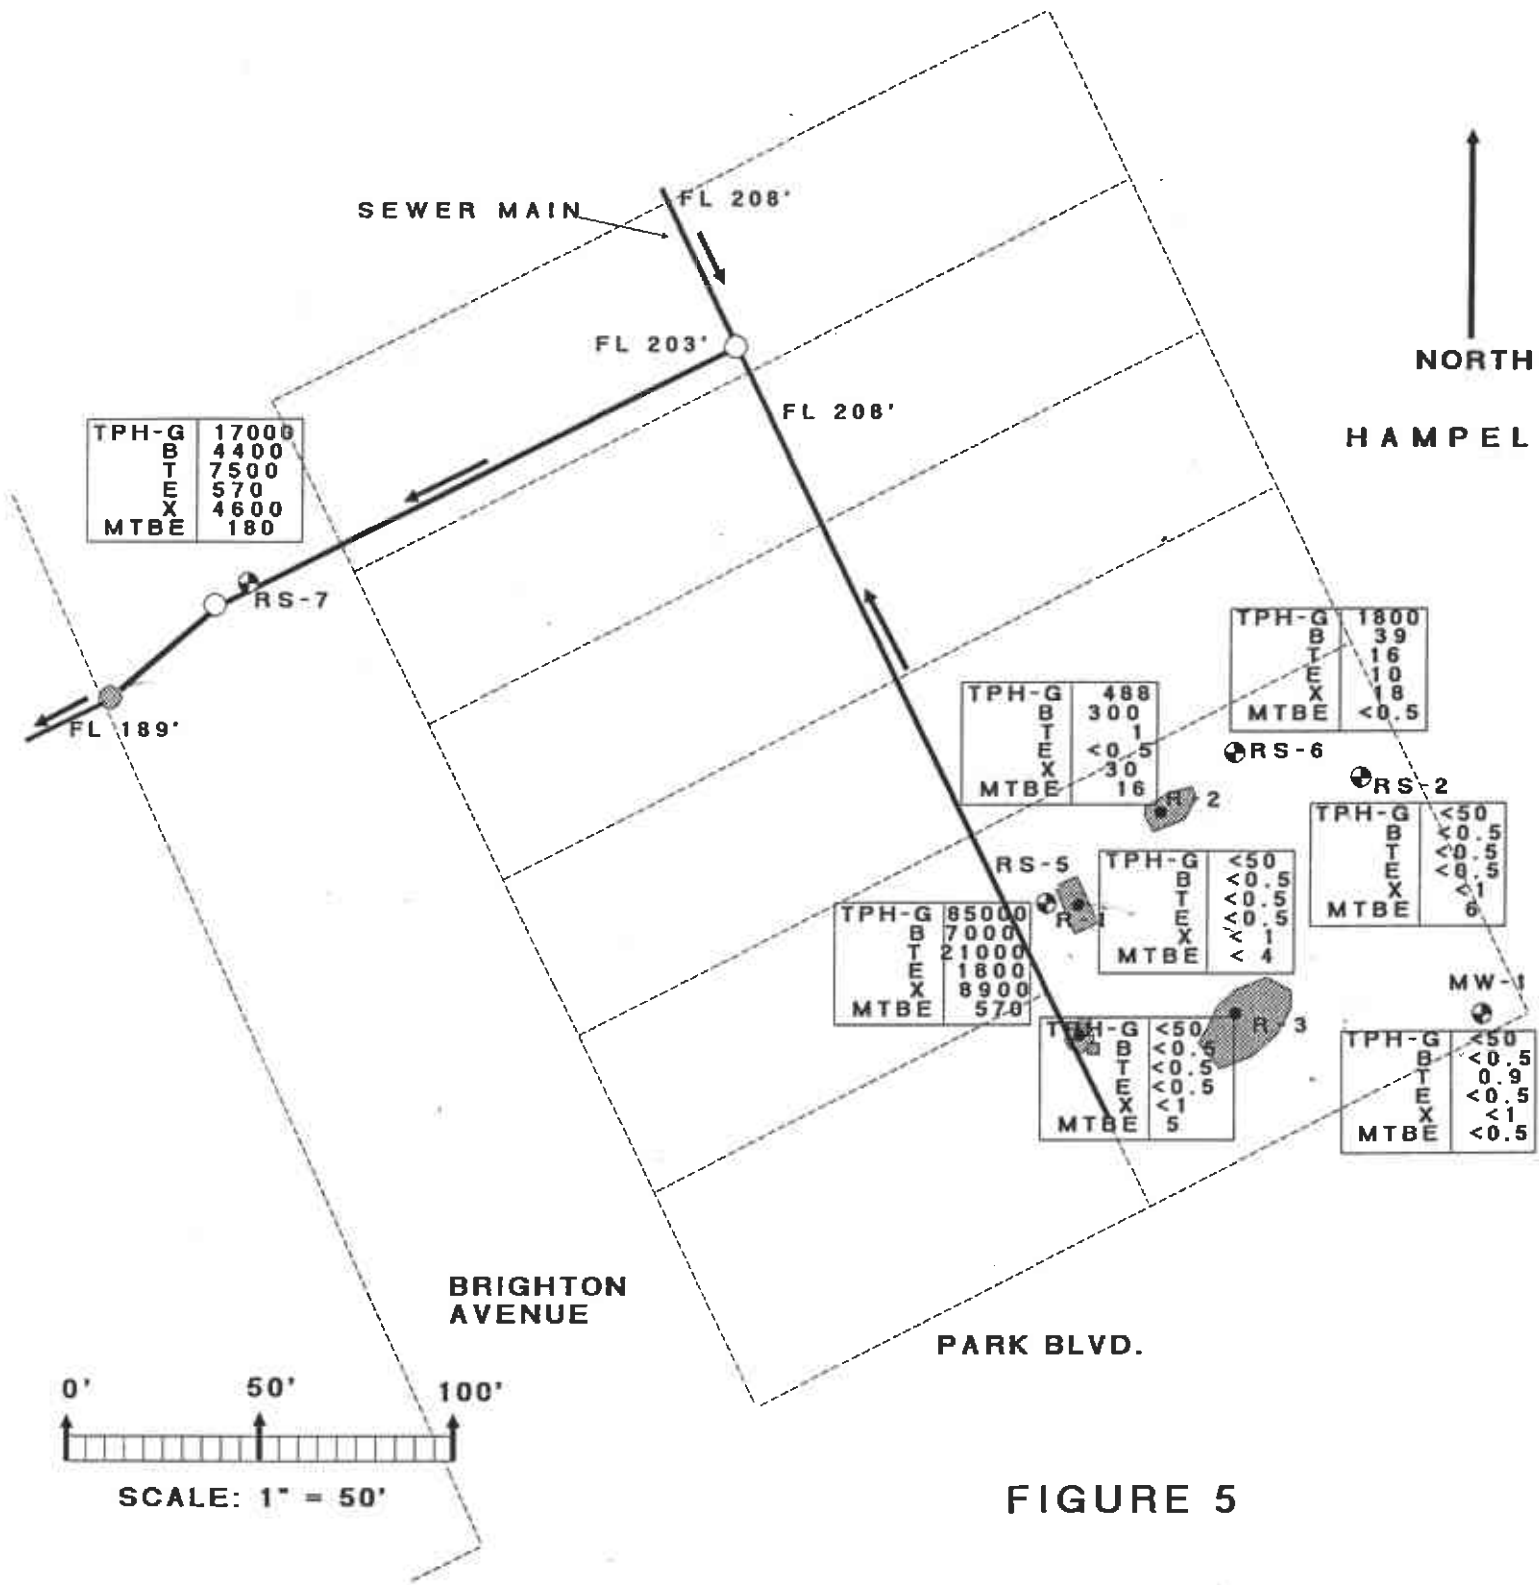 FL 208'
SEWER MAIN
FL 203'
NORTH
FL 208'
HAMPEL
TPH-G 17000
B 4400
T 7500
E 570
X 4600
MTBE 180
RS-7
FL 189'
TPH-G 1800
B 39
T 16
E 10
X 18
MTBE <0.5
RS-6
TPH-G 488
B 300
T 1
E <0.5
X 30
MTBE 16
R-2
RS-2
TPH-G <50
B <0.5
T <0.5
E <0.5
X <1
MTBE 6
RS-5
TPH-G <50
B <0.5
T <0.5
E <0.5
X < 1
MTBE < 4
TPH-G 85000
B 7000
T 21000
E 1800
X 8900
MTBE 570
MW-1
R-3
TPH-G <50
B <0.5
T <0.5
E <0.5
X <1
MTBE 5
TPH-G <50
B <0.5
T 0.9
E <0.5
X <1
MTBE <0.5
BRIGHTON
AVENUE
PARK BLVD.
0' 50' 100'
SCALE: 1" = 50'
FIGURE 5